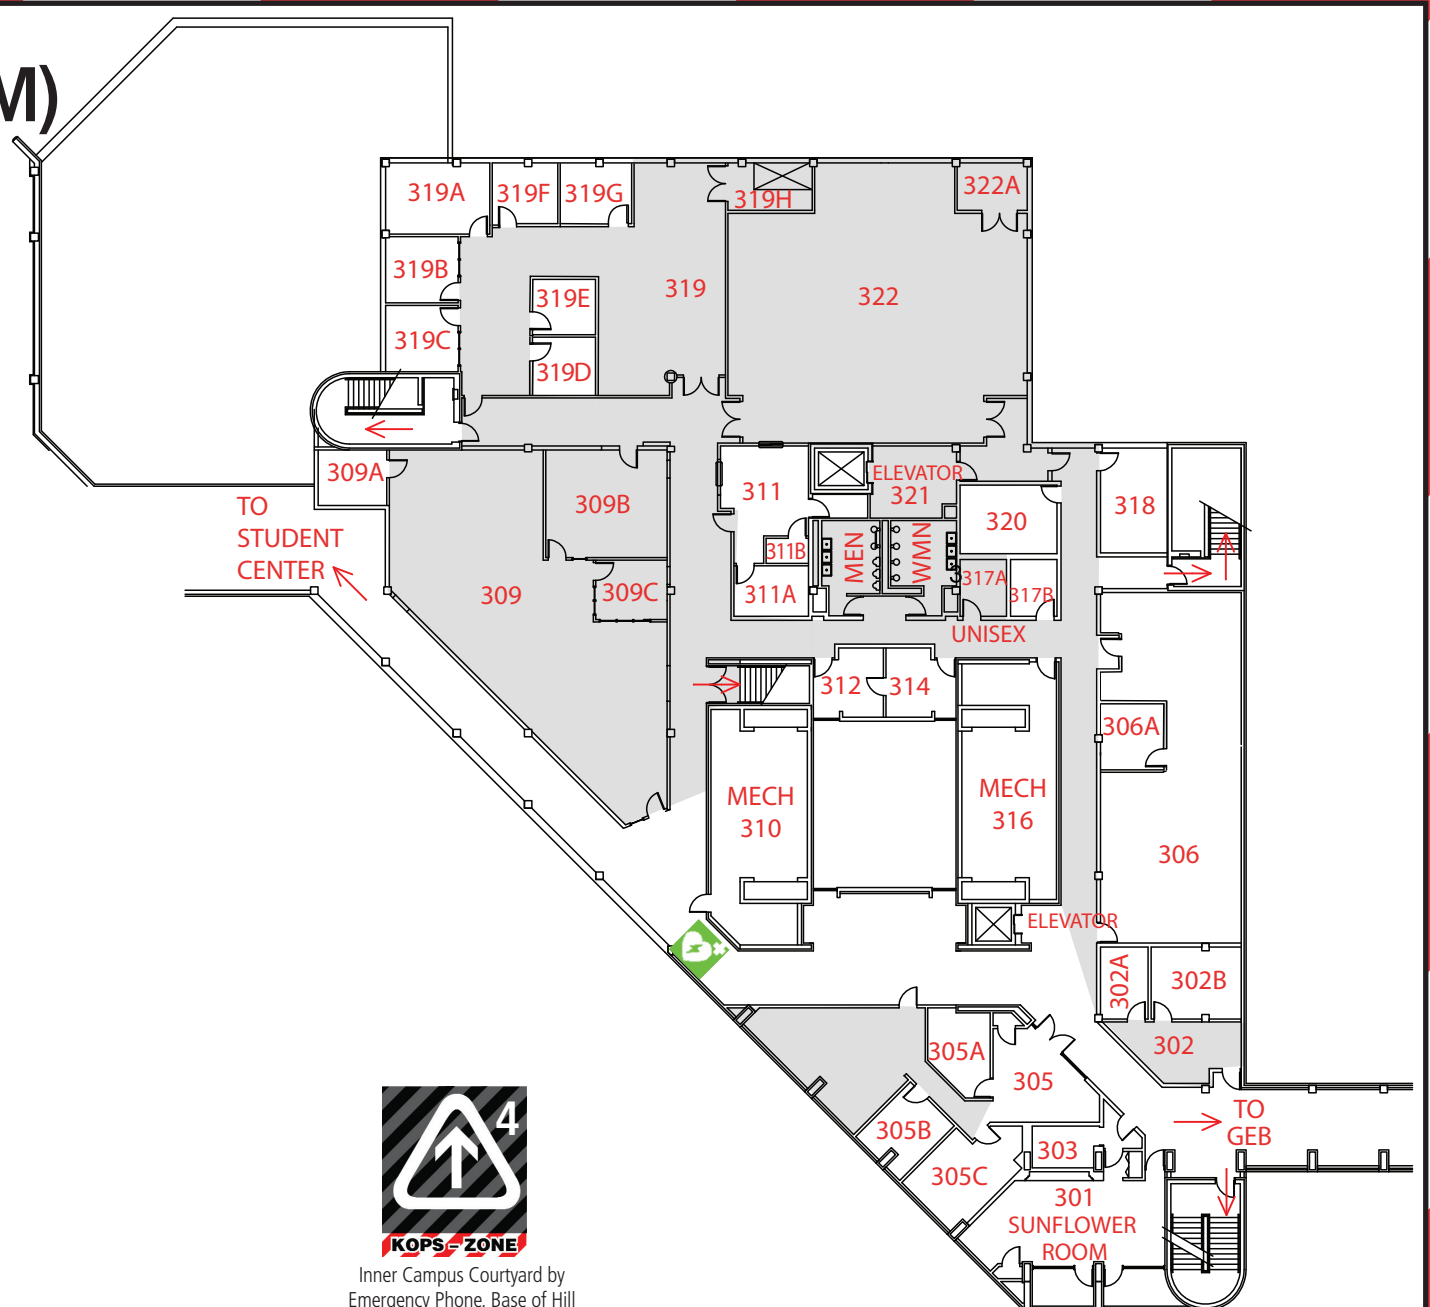 M)
319A
319F
319G
319H
322A
319B
319E
319
322
319C
319D
309A
309B
311
ELEVATOR
321
318
TO
STUDENT
CENTER
320
MEN
WMN
311B
309
309C
311A
317A
317B
UNISEX
312
314
306A
MECH
310
MECH
316
306
ELEVATOR
302A
302B
302
305A
305
305B
303
305C
TO
GEB
301
SUNFLOWER
ROOM
4
KOPS - ZONE
Inner Campus Courtyard by
Emergency Phone, Base of Hill